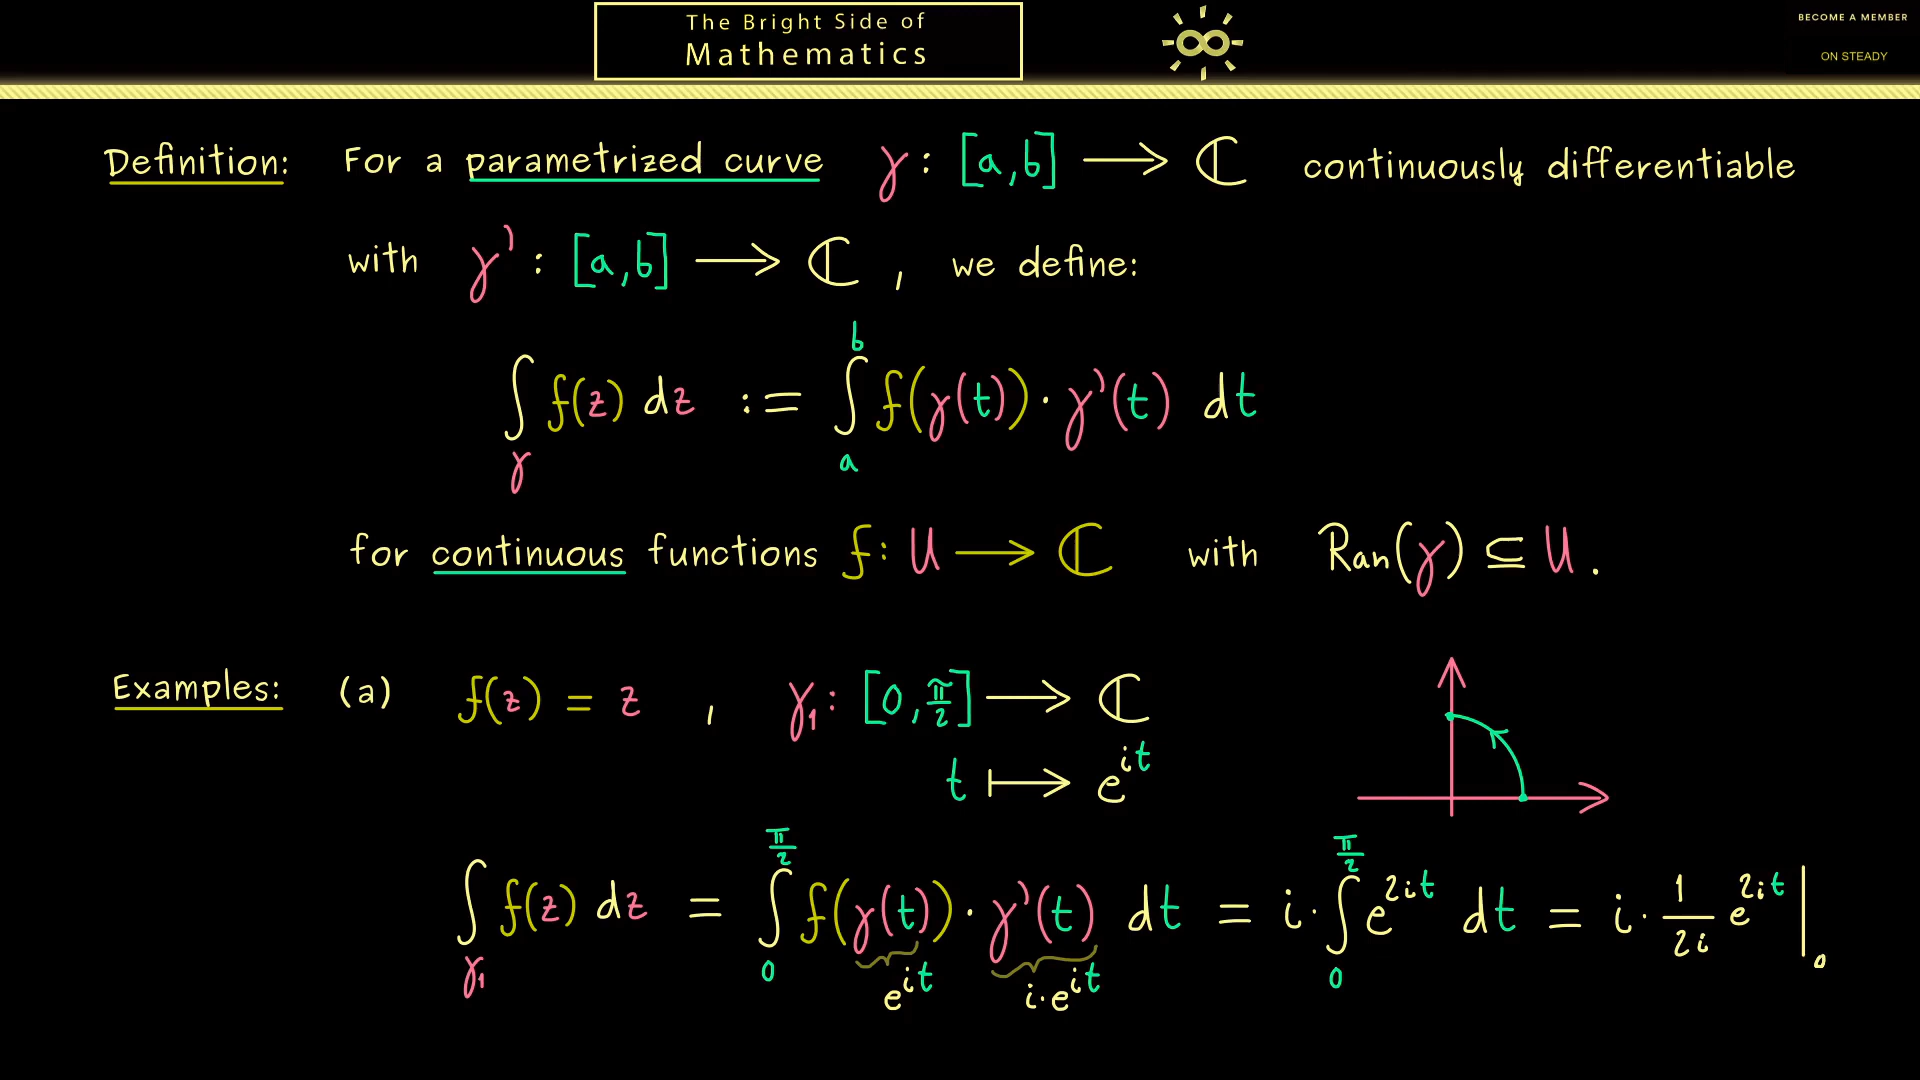 The Bright Side of
Mathematics
BECOME A MEMBER
ON STEADY
Definition: For a parametrized curve γ : [a,b] ⟶ ℂ continuously differentiable
with γ' : [a,b] ⟶ ℂ , we define:
∫_γ f(z) dz := ∫_a^b f(γ(t)) · γ'(t) dt
for continuous functions f : U ⟶ ℂ with Ran(γ) ⊆ U .
Examples: (a) f(z) = z , γ₁ : [0, π/2] ⟶ ℂ
t ⟼ e^{it}
∫_{γ₁} f(z) dz = ∫_0^{π/2} f(γ(t)) · γ'(t) dt = i · ∫_0^{π/2} e^{2it} dt = i · 1/2i e^{2it} |_0
e^{it} i·e^{it}